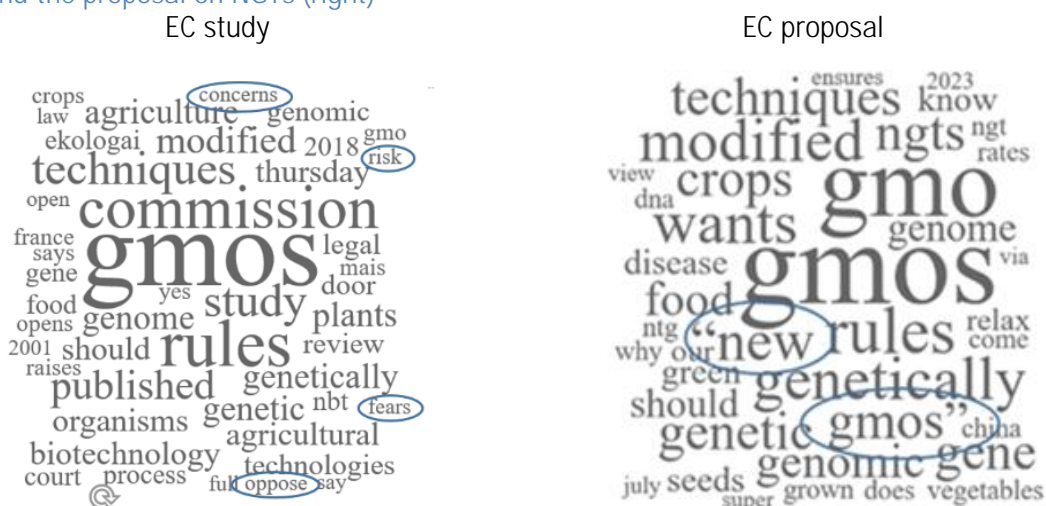 and the proposal on NGTs (right)
EC study
EC proposal
crops
concerns
law agriculture genomic
ekologai modified 2018 gmo
techniques thursday risk
open commission
france
says gmos legal
gene mais
door
food yes study plants
opens genome
2001 should rules review
raises
published genetically
organisms genetic nbt fears
agricultural
biotechnology technologies
court process full oppose say
ensures 2023
techniques know
modified ngts ngt
rates
view crops gmo
dna
wants genome
disease gmos via
food
ntg “new rules relax
why our come
green genetically
should
genetic gmos” china
genomic gene
july seeds super grown does vegetables